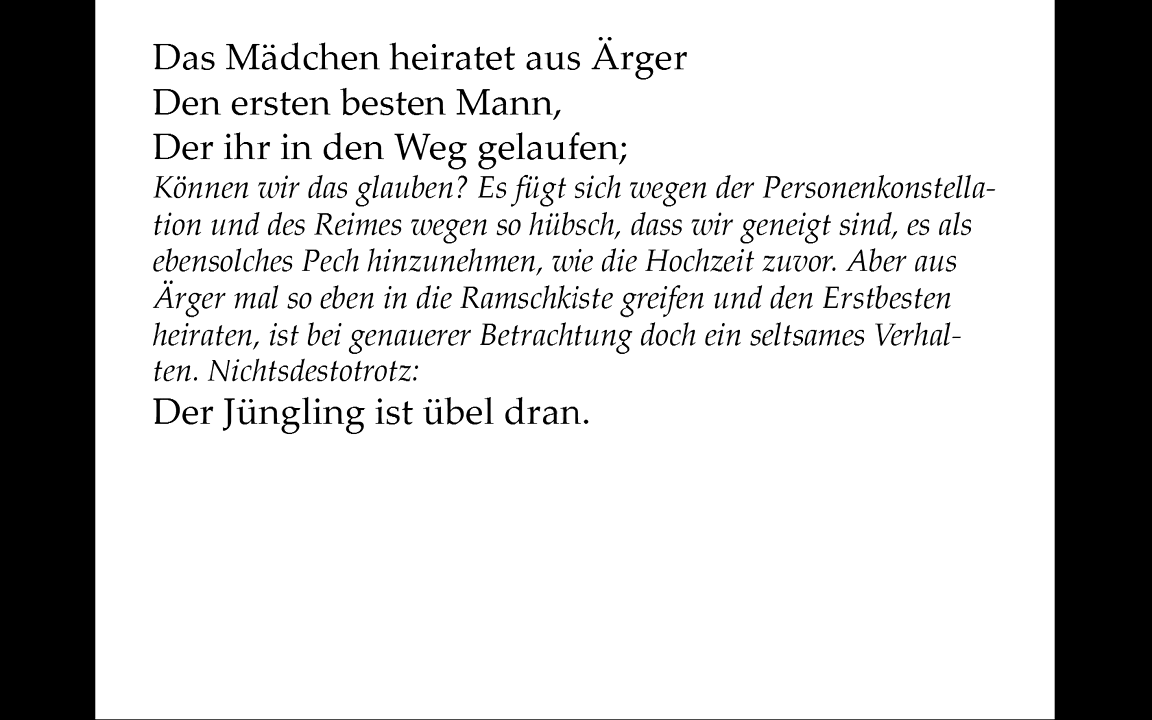 Das Mädchen heiratet aus Ärger
Den ersten besten Mann,
Der ihr in den Weg gelaufen;
Können wir das glauben? Es fügt sich wegen der Personenkonstella-
tion und des Reimes wegen so hübsch, dass wir geneigt sind, es als
ebensolches Pech hinzunehmen, wie die Hochzeit zuvor. Aber aus
Ärger mal so eben in die Ramschkiste greifen und den Erstbesten
heiraten, ist bei genauerer Betrachtung doch ein seltsames Verhal-
ten. Nichtsdestotrotz:
Der Jüngling ist übel dran.